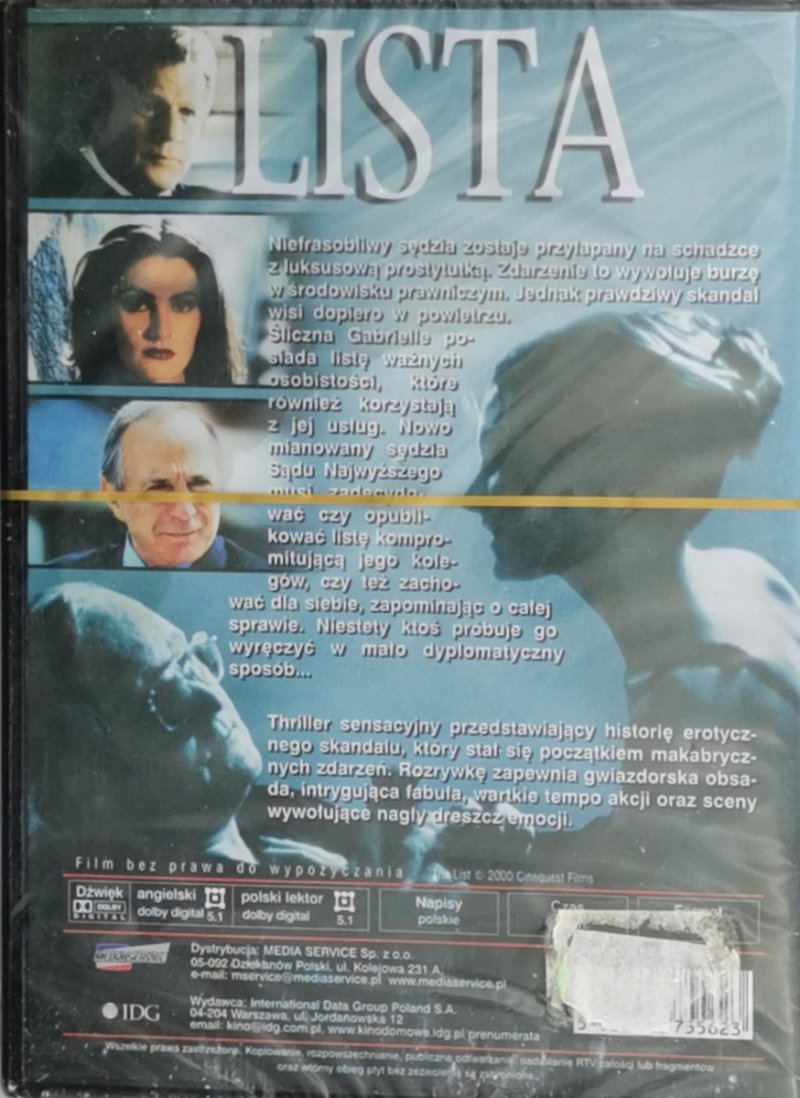 LISTA
Niefrasobliwy sędzia zostaje przyłapany na schadzce
z luksusową prostytutką. Zdarzenie to wywołuje burzę
w środowisku prawniczym. Jednak prawdziwy skandal
wisi dopiero w powietrzu.
Śliczna Gabrielle po-
siada listę ważnych
osobistości, które
również korzystają
z jej usług. Nowo
mianowany sędzia
Sądu Najwyższego
musi zadecydo-
wać czy opubli-
kować listę kompro-
mitującą jego kole-
gów, czy też zacho-
wać dla siebie, zapominając o całej
sprawie. Niestety ktoś próbuje go
wyręczyć w mało dyplomatyczny
sposób...
Thriller sensacyjny przedstawiający historię erotycz-
nego skandalu, który stał się początkiem makabrycz-
nych zdarzeń. Rozrywkę zapewnia gwiazdorska obsa-
da, intrygująca fabuła, wartkie tempo akcji oraz sceny
wywołujące nagły dreszcz emocji.
Film bez prawa do wypożyczania
The List © 2000 Cinequest Films
Dźwięk
DOLBY
DIGITAL
angielski
dolby digital 5.1
polski lektor
dolby digital 5.1
Napisy
polskie
Czas
Format
MEDIA SERVICE
Dystrybucja: MEDIA SERVICE Sp. z o.o.
05-092 Dziekanów Polski, ul. Kolejowa 231 A,
e-mail: mservice@mediaservice.pl www.mediaservice.pl
IDG
Wydawca: International Data Group Poland S.A.
04-204 Warszawa, ul. Jordanowska 12
email: kino@idg.com.pl, www.kinodomowe.idg.pl prenumerata
755623
Wszelkie prawa zastrzeżone. Kopiowanie, rozpowszechnianie, publiczne odtwarzanie, nadawanie RTV całości lub fragmentów
oraz wtórny obieg płyt bez zezwolenia są zabronione.